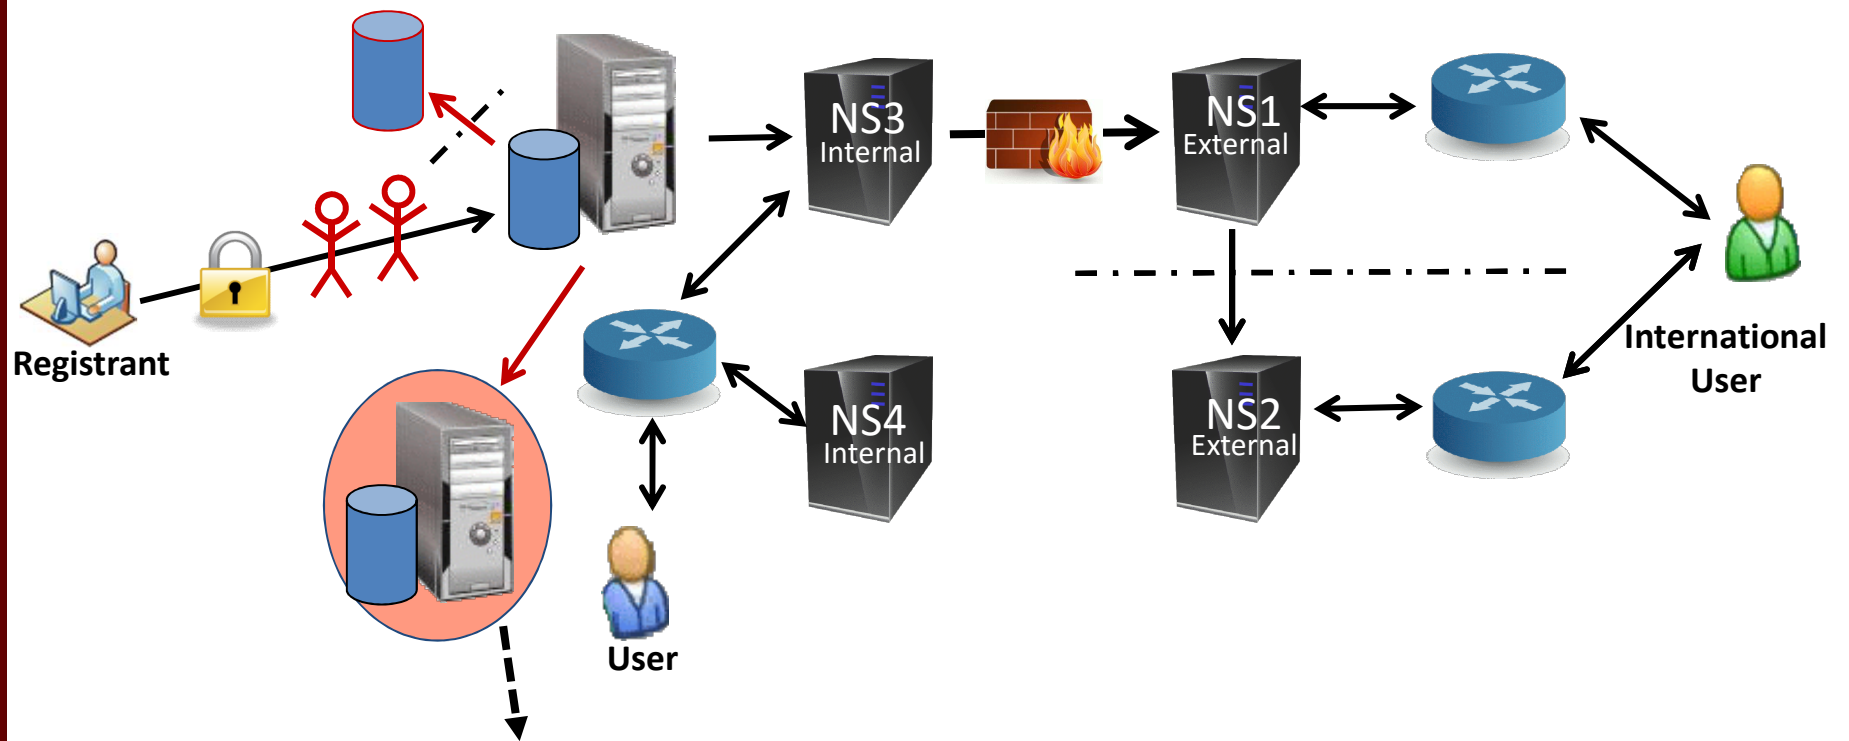 NS3
Internal
NS1
External
Registrant
International
User
NS4
Internal
NS2
External
User